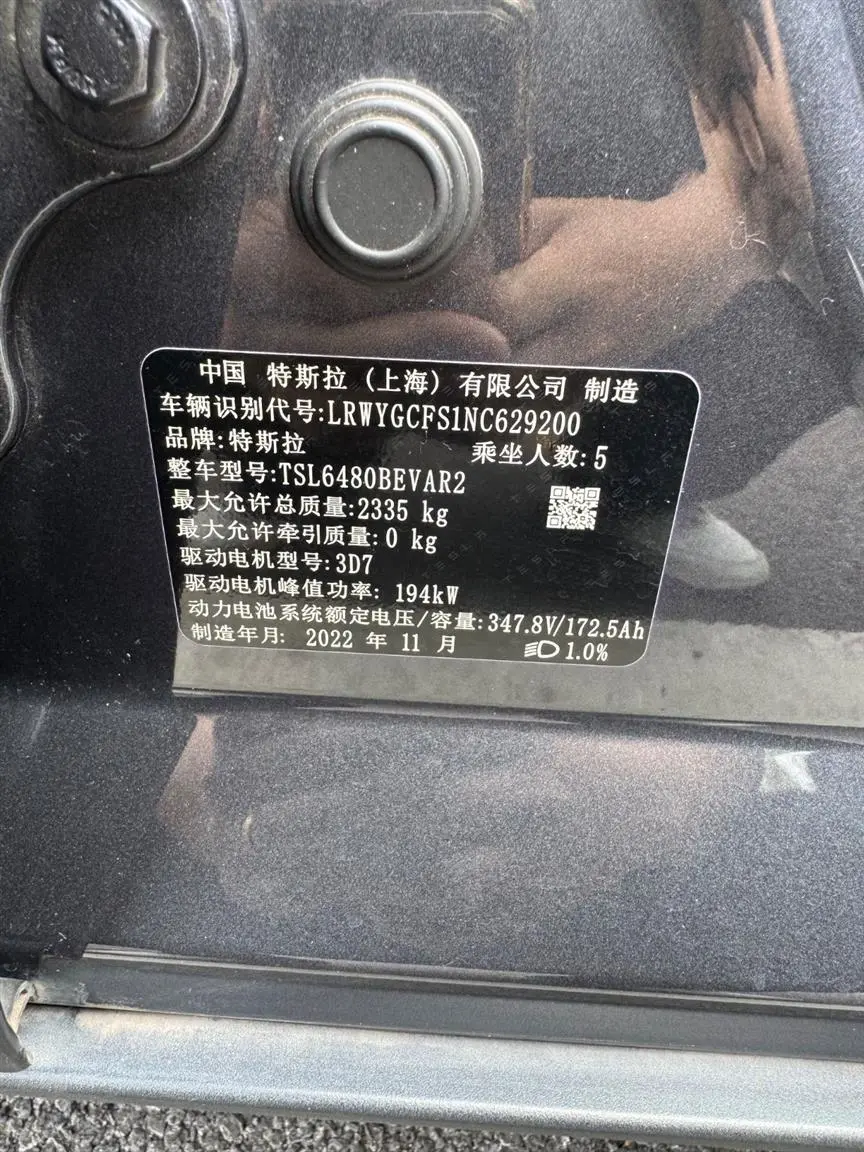 中国 特斯拉 (上海) 有限公司 制造
车辆识别代号:LRWYGCFS1NC629200
品牌:特斯拉 乘坐人数:5
整车型号:TSL6480BEVAR2
最大允许总质量:2335 kg
最大允许牵引质量:0 kg
驱动电机型号:3D7
驱动电机峰值功率: 194kW
动力电池系统额定电压/容量:347.8V/172.5Ah
制造年月: 2022 年 11 月 1.0%